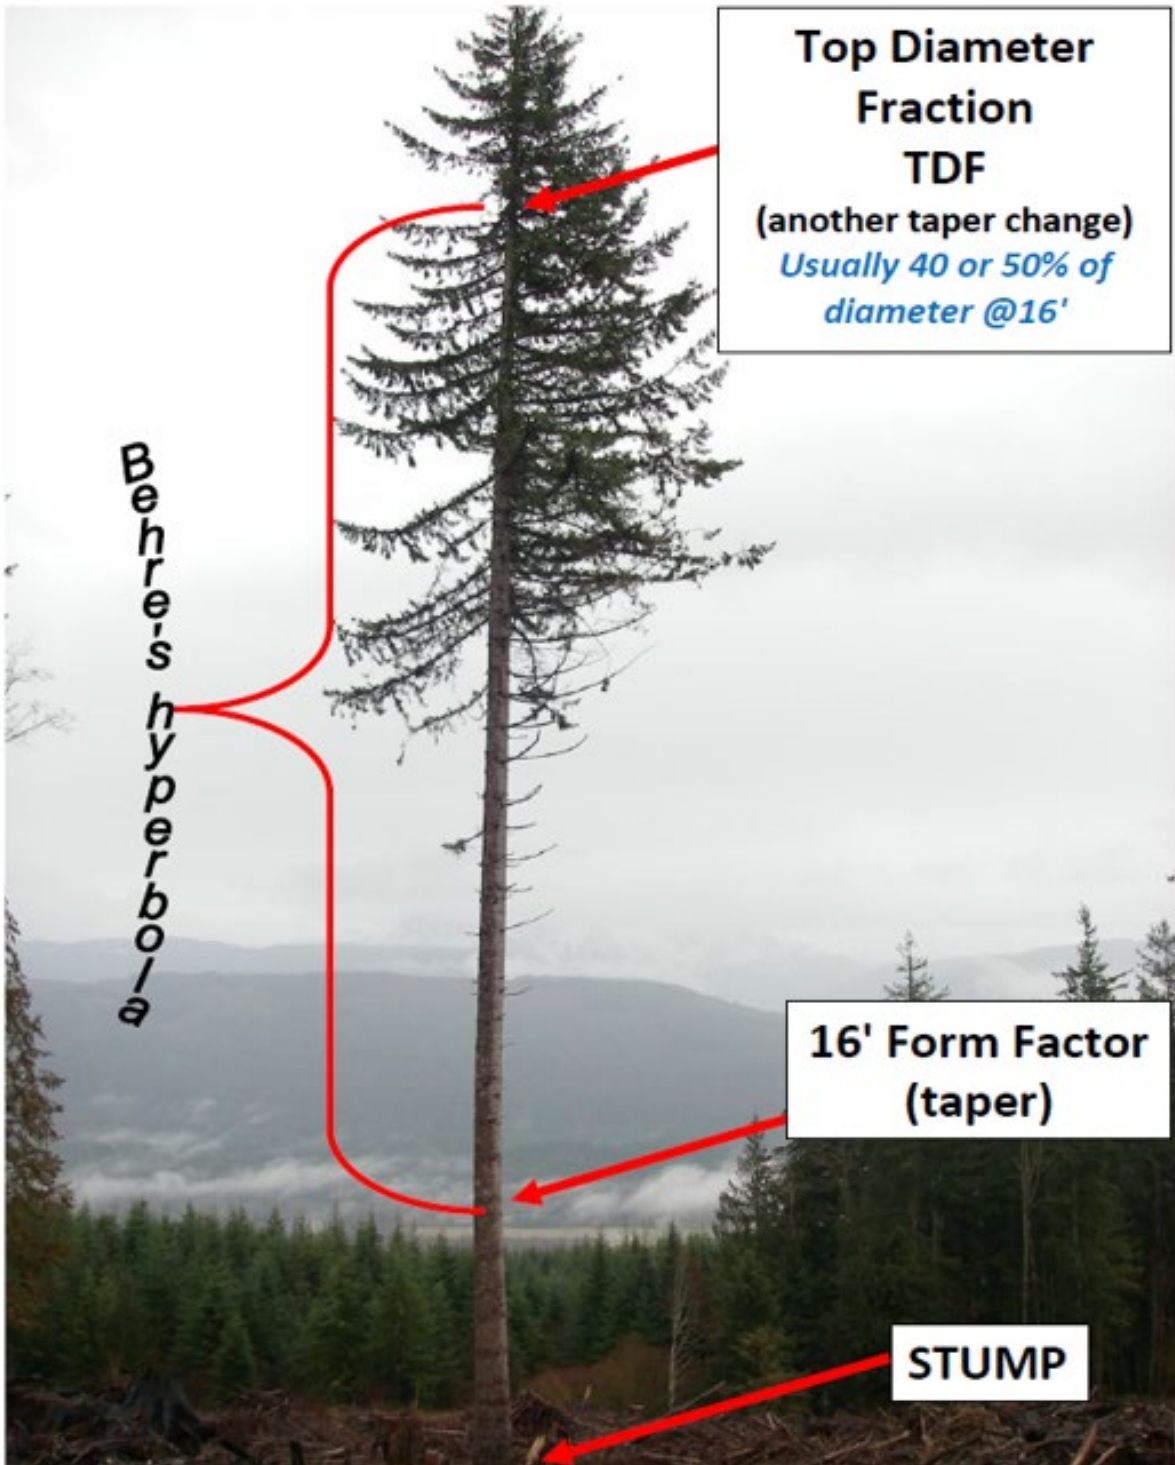 Top Diameter
Fraction
TDF
(another taper change)
Usually 40 or 50% of
diameter @16'
Behre's hyperbola
16' Form Factor
(taper)
STUMP